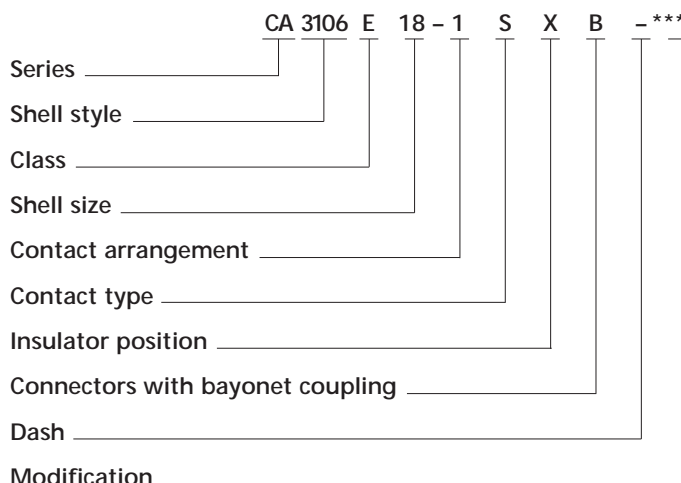 CA 3106 E 18 – 1 S X B – ***
Series
Shell style
Class
Shell size
Contact arrangement
Contact type
Insulator position
Connectors with bayonet coupling
Dash
Modification